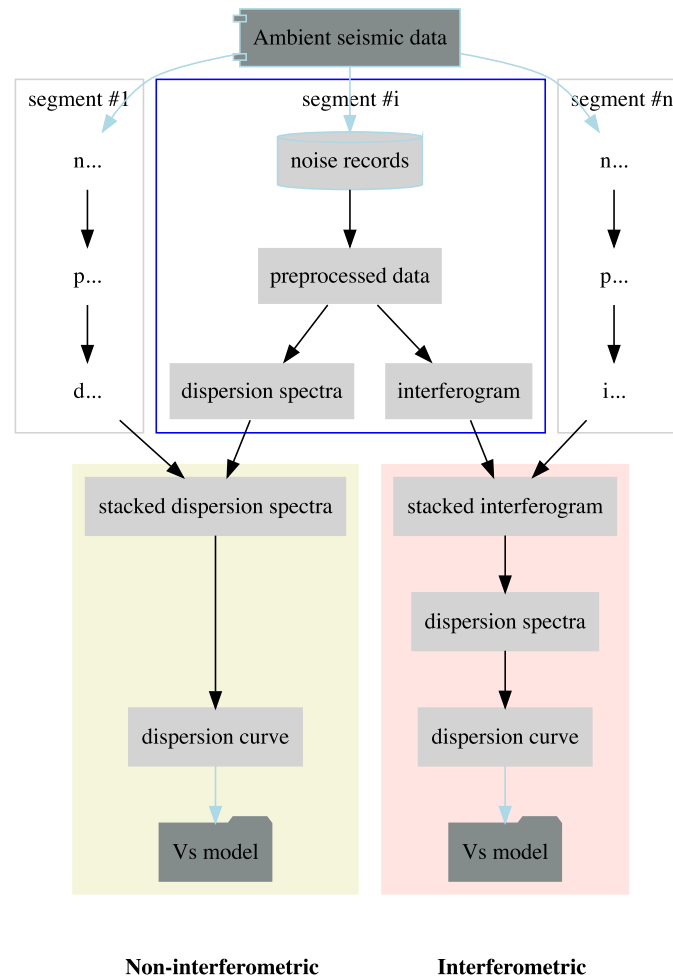 Ambient seismic data
segment #1
segment #i
segment #n
n...
noise records
n...
p...
preprocessed data
p...
d...
dispersion spectra
interferogram
i...
stacked dispersion spectra
stacked interferogram
dispersion spectra
dispersion curve
dispersion curve
Vs model
Vs model
Non-interferometric
Interferometric